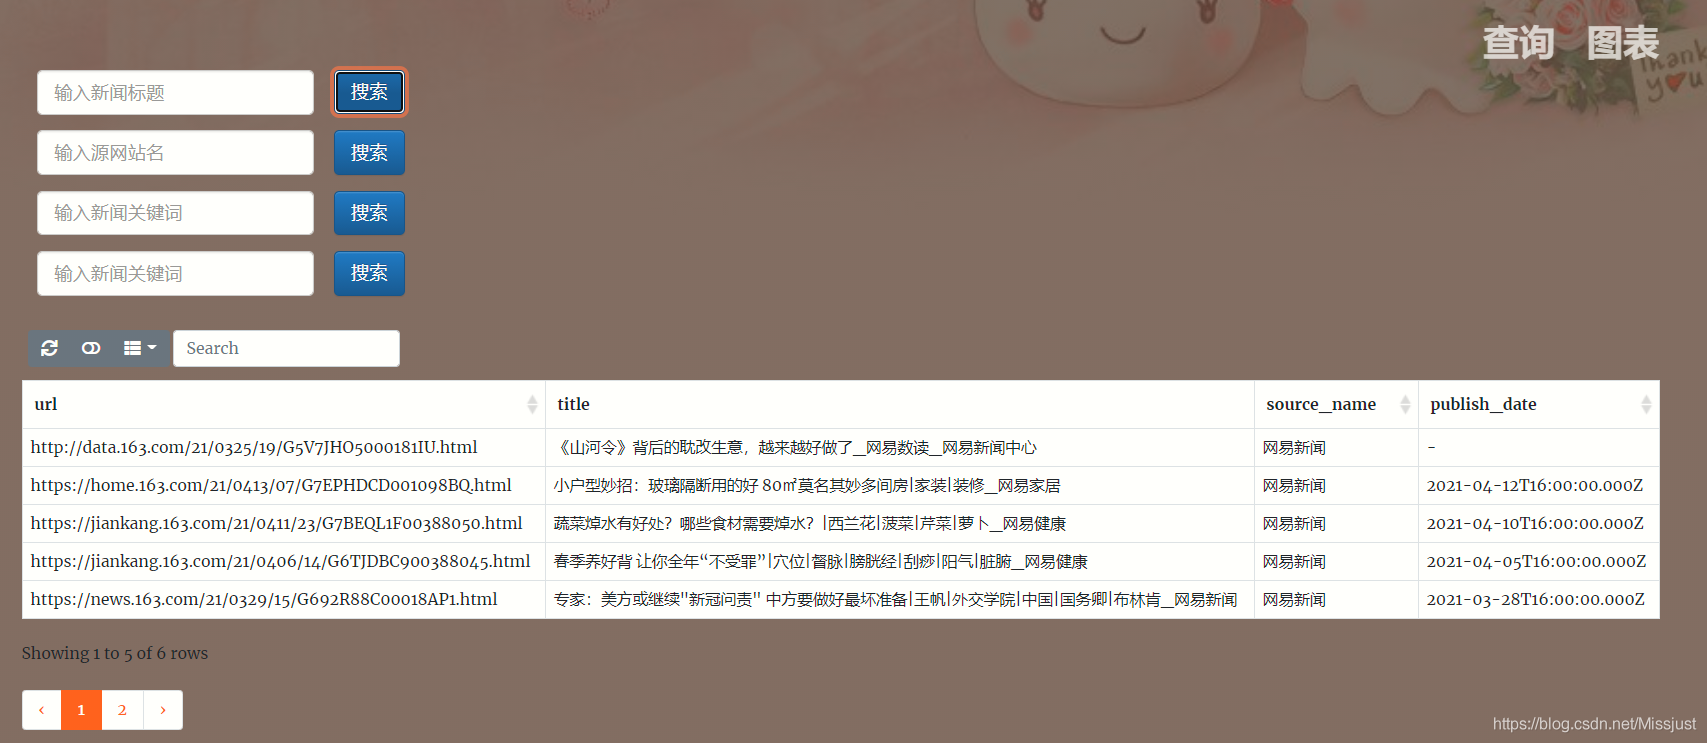 查询 图表
Thank
you
输入新闻标题 搜索
输入源网站名 搜索
输入新闻关键词 搜索
输入新闻关键词 搜索
Search
url title source_name publish_date
http://data.163.com/21/0325/19/G5V7JHO5000181IU.html 《山河令》背后的耽改生意，越来越好做了_网易数读_网易新闻中心 网易新闻 -
https://home.163.com/21/0413/07/G7EPHDCD001098BQ.html 小户型妙招：玻璃隔断用的好 80㎡莫名其妙多间房|家装|装修_网易家居 网易新闻 2021-04-12T16:00:00.000Z
https://jiankang.163.com/21/0411/23/G7BEQL1F00388050.html 蔬菜焯水有好处？哪些食材需要焯水？|西兰花|菠菜|芹菜|萝卜_网易健康 网易新闻 2021-04-10T16:00:00.000Z
https://jiankang.163.com/21/0406/14/G6TJDBC900388045.html 春季养好背 让你全年“不受罪”|穴位|督脉|膀胱经|刮痧|阳气|脏腑_网易健康 网易新闻 2021-04-05T16:00:00.000Z
https://news.163.com/21/0329/15/G692R88C00018AP1.html 专家：美方或继续"新冠问责" 中方要做好最坏准备|王帆|外交学院|中国|国务卿|布林肯_网易新闻 网易新闻 2021-03-28T16:00:00.000Z
Showing 1 to 5 of 6 rows
‹ 1 2 ›
https://blog.csdn.net/Missjust